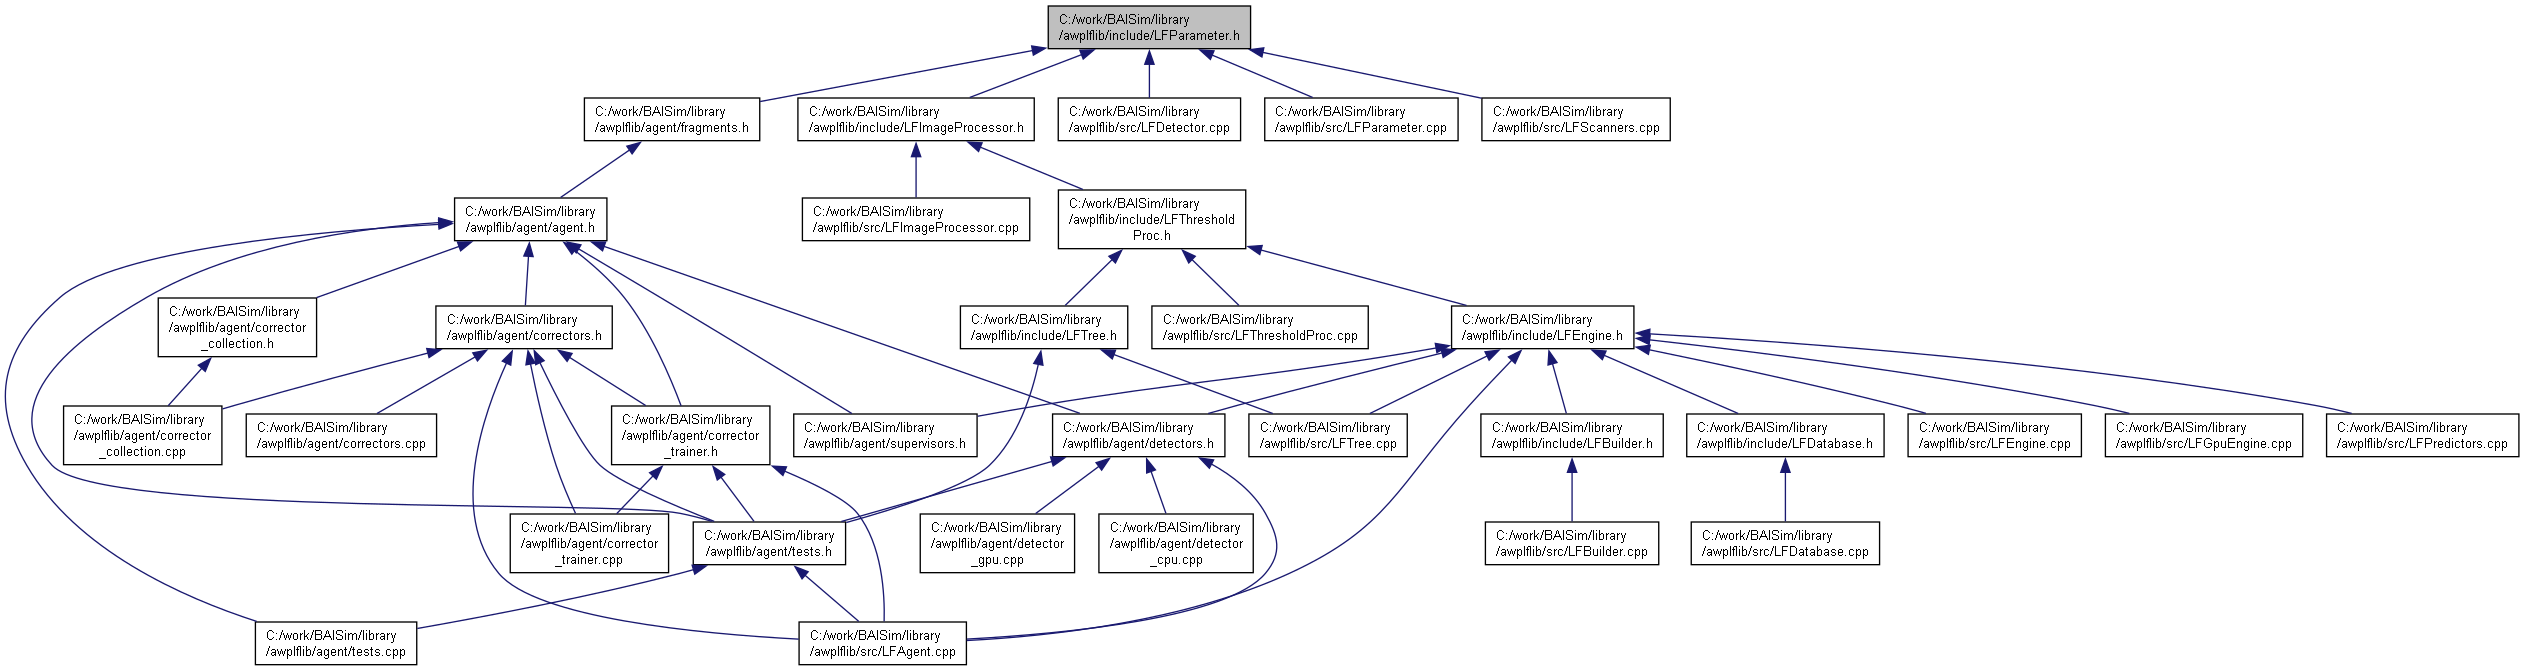 C:/work/BAISim/library
/awplflib/include/LFParameter.h
C:/work/BAISim/library
/awplflib/agent/fragments.h
C:/work/BAISim/library
/awplflib/include/LFImageProcessor.h
C:/work/BAISim/library
/awplflib/src/LFDetector.cpp
C:/work/BAISim/library
/awplflib/src/LFParameter.cpp
C:/work/BAISim/library
/awplflib/src/LFScanners.cpp
C:/work/BAISim/library
/awplflib/agent/agent.h
C:/work/BAISim/library
/awplflib/src/LFImageProcessor.cpp
C:/work/BAISim/library
/awplflib/include/LFThreshold
Proc.h
C:/work/BAISim/library
/awplflib/agent/corrector
_collection.h
C:/work/BAISim/library
/awplflib/agent/correctors.h
C:/work/BAISim/library
/awplflib/include/LFTree.h
C:/work/BAISim/library
/awplflib/src/LFThresholdProc.cpp
C:/work/BAISim/library
/awplflib/include/LFEngine.h
C:/work/BAISim/library
/awplflib/agent/corrector
_collection.cpp
C:/work/BAISim/library
/awplflib/agent/correctors.cpp
C:/work/BAISim/library
/awplflib/agent/corrector
_trainer.h
C:/work/BAISim/library
/awplflib/agent/supervisors.h
C:/work/BAISim/library
/awplflib/agent/detectors.h
C:/work/BAISim/library
/awplflib/src/LFTree.cpp
C:/work/BAISim/library
/awplflib/include/LFBuilder.h
C:/work/BAISim/library
/awplflib/include/LFDatabase.h
C:/work/BAISim/library
/awplflib/src/LFEngine.cpp
C:/work/BAISim/library
/awplflib/src/LFGpuEngine.cpp
C:/work/BAISim/library
/awplflib/src/LFPredictors.cpp
C:/work/BAISim/library
/awplflib/agent/corrector
_trainer.cpp
C:/work/BAISim/library
/awplflib/agent/tests.h
C:/work/BAISim/library
/awplflib/agent/detector
_gpu.cpp
C:/work/BAISim/library
/awplflib/agent/detector
_cpu.cpp
C:/work/BAISim/library
/awplflib/src/LFBuilder.cpp
C:/work/BAISim/library
/awplflib/src/LFDatabase.cpp
C:/work/BAISim/library
/awplflib/agent/tests.cpp
C:/work/BAISim/library
/awplflib/src/LFAgent.cpp